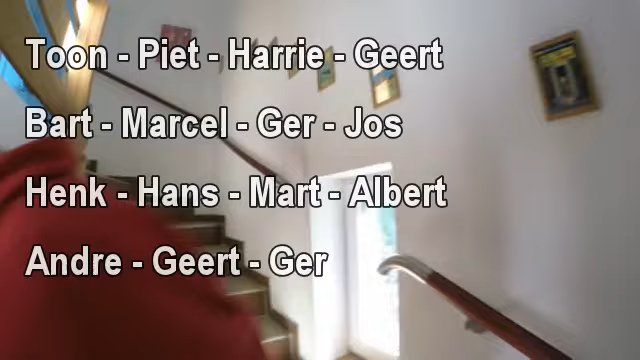 Toon - Piet - Harrie - Geert
Bart - Marcel - Ger - Jos
Henk - Hans - Mart - Albert
Andre - Geert - Ger